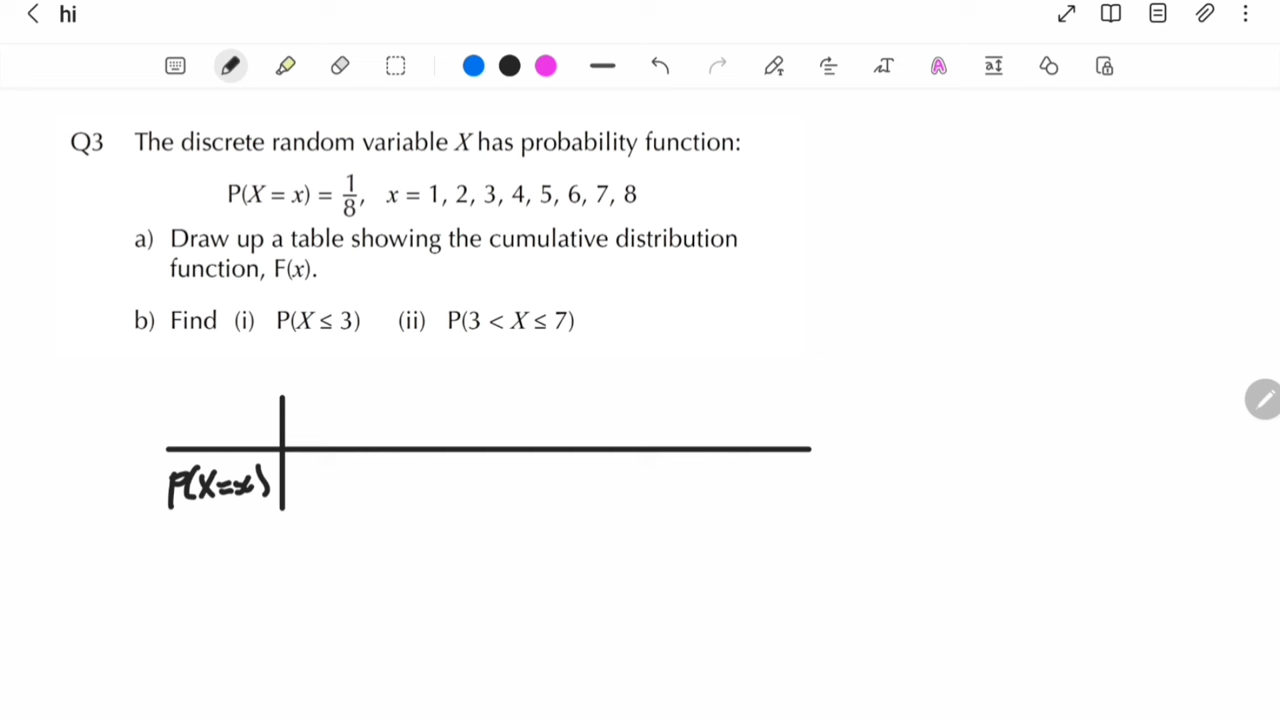 hi
Q3 The discrete random variable X has probability function:
P(X = x) = 1/8, x = 1, 2, 3, 4, 5, 6, 7, 8
a) Draw up a table showing the cumulative distribution
function, F(x).
b) Find (i) P(X ≤ 3) (ii) P(3 < X ≤ 7)
P(X=x)